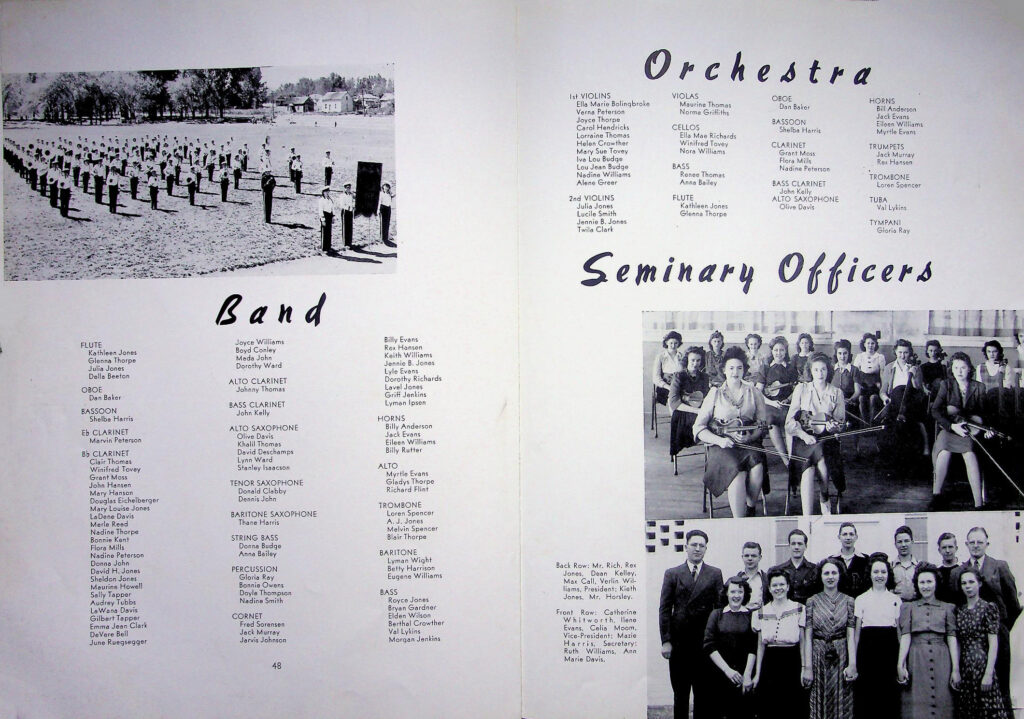 Band
FLUTE
Kathleen Jones
Glenna Thorpe
Julia Jones
Della Beeton
OBOE
Dan Baker
BASSOON
Shelba Harris
E♭ CLARINET
Marvin Peterson
B♭ CLARINET
Clair Thomas
Winifred Tovey
Grant Moss
John Hansen
Mary Hanson
Douglas Eichelberger
Mary Louise Jones
LaDene Davis
Merle Reed
Nadine Thorpe
Bonnie Kent
Flora Mills
Nadine Peterson
Donna John
David H. Jones
Sheldon Jones
Maurine Howell
Sally Tapper
Audrey Tubbs
LaWana Davis
Gilbert Tapper
Emma Jean Clark
DeVere Bell
June Ruegsegger
Joyce Williams
Boyd Conley
Mada John
Dorothy Ward
ALTO CLARINET
Johnny Thomas
BASS CLARINET
John Kelly
ALTO SAXOPHONE
Olive Davis
Khalil Thomas
David Deschamps
Lynn Ward
Stanley Isaacson
TENOR SAXOPHONE
Donald Clabby
Dennis John
BARITONE SAXOPHONE
Thane Harris
STRING BASS
Donna Budge
Anna Bailey
PERCUSSION
Gloria Ray
Bonnie Owens
Doyle Thompson
Nadine Smith
CORNET
Fred Sorensen
Jack Murray
Jarvis Johnson
Billy Evans
Rex Hansen
Keith Williams
Jennie B. Jones
Lyle Evans
Dorothy Richards
Lavel Jones
Griff Jenkins
Lyman Ipsen
HORNS
Billy Anderson
Jack Evans
Eileen Williams
Billy Rutter
ALTO
Myrtle Evans
Gladys Thorpe
Richard Flint
TROMBONE
Loren Spencer
A. J. Jones
Melvin Spencer
Blair Thorpe
BARITONE
Lyman Wight
Betty Harrison
Eugene Williams
BASS
Royce Jones
Bryan Gardner
Elden Wilson
Berthal Crowther
Val Lykins
Morgan Jenkins
48
Orchestra
1st VIOLINS
Ella Marie Bolingbroke
Verna Peterson
Joyce Thorpe
Carol Hendricks
Lorraine Thomas
Helen Crowther
Mary Sue Tovey
Iva Lou Budge
Lou Jean Budge
Nadine Williams
Alene Greer
2nd VIOLINS
Julia Jones
Lucile Smith
Jennie B. Jones
Twila Clark
VIOLAS
Maurine Thomas
Norma Griffiths
CELLOS
Ella Mae Richards
Winifred Tovey
Nora Williams
BASS
Renee Thomas
Anna Bailey
FLUTE
Kathleen Jones
Glenna Thorpe
OBOE
Dan Baker
BASSOON
Shelba Harris
CLARINET
Grant Moss
Flora Mills
Nadine Peterson
BASS CLARINET
John Kelly
ALTO SAXOPHONE
Olive Davis
HORNS
Bill Anderson
Jack Evans
Eileen Williams
Myrtle Evans
TRUMPETS
Jack Murray
Rex Hansen
TROMBONE
Loren Spencer
TUBA
Val Lykins
TYMPANI
Gloria Ray
Seminary Officers
Back Row: Mr. Rich, Rex
Jones, Dean Kelley,
Max Call, Verlin Wil-
liams, President; Kieth
Jones, Mr. Horsley.
Front Row: Catherine
Whitworth, Ilene
Evans, Celia Moom,
Vice-President; Mazie
Harris, Secretary;
Ruth Williams, Ann
Marie Davis.